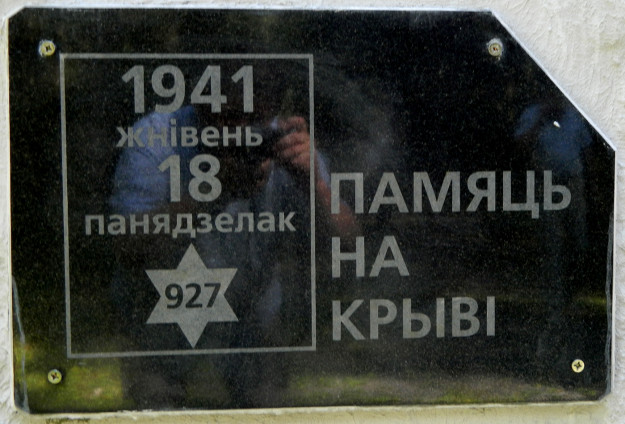 1941
жнівень
18
панядзелак
927
ПАМЯЦЬ
НА
КРЫВІ